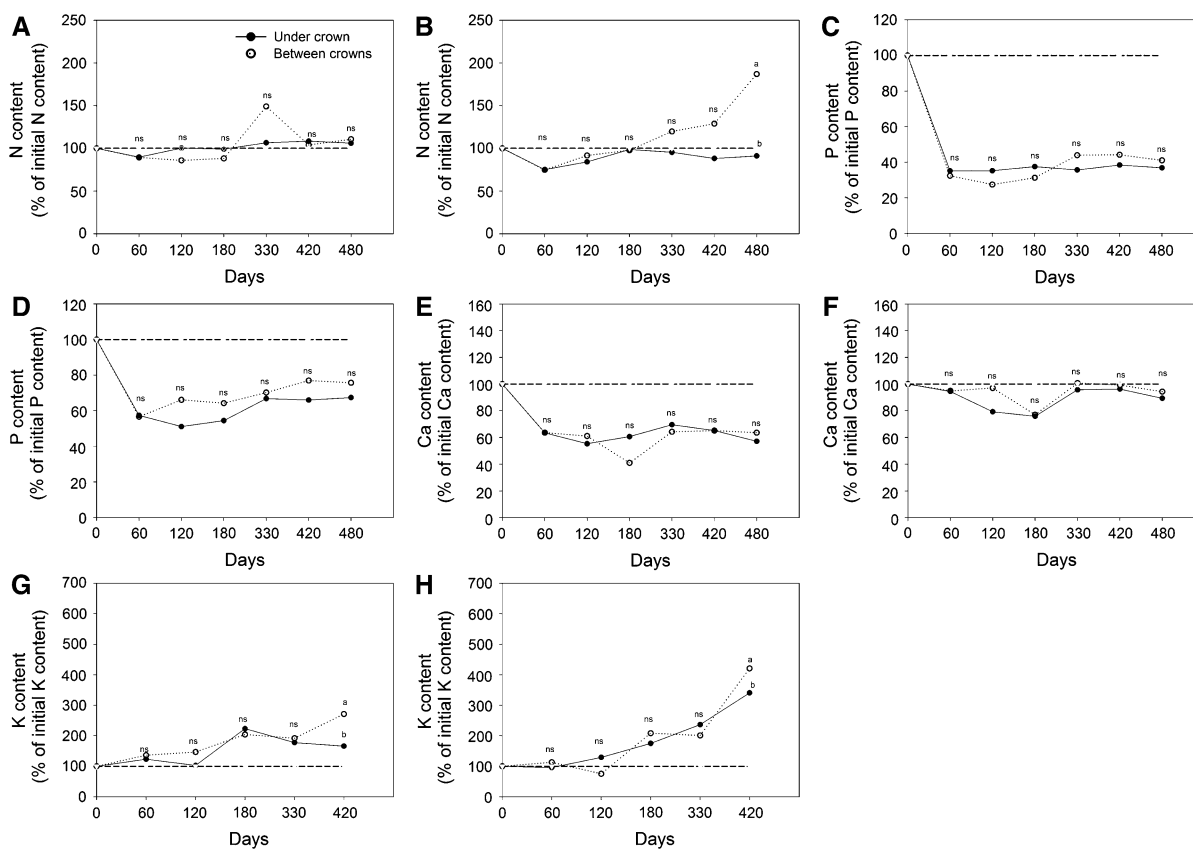 A
N content
(% of initial N content)
250
200
150
100
50
0
Under crown
Between crowns
ns
ns
ns
ns
ns
ns
0 60 120 180 330 420 480
Days
B
N content
(% of initial N content)
250
200
150
100
50
0
ns
ns
ns
ns
ns
a
b
0 60 120 180 330 420 480
Days
C
P content
(% of initial P content)
120
100
80
60
40
20
0
ns
ns
ns
ns
ns
ns
0 60 120 180 330 420 480
Days
D
P content
(% of initial P content)
120
100
80
60
40
20
0
ns
ns
ns
ns
ns
ns
0 60 120 180 330 420 480
Days
E
Ca content
(% of initial Ca content)
160
140
120
100
80
60
40
20
0
ns
ns
ns
ns
ns
ns
0 60 120 180 330 420 480
Days
F
Ca content
(% of initial Ca content)
160
140
120
100
80
60
40
20
0
ns
ns
ns
ns
ns
ns
0 60 120 180 330 420 480
Days
G
K content
(% of initial K content)
700
600
500
400
300
200
100
0
ns
ns
ns
ns
a
b
0 60 120 180 330 420
Days
H
K content
(% of initial K content)
700
600
500
400
300
200
100
0
ns
ns
ns
ns
a
b
0 60 120 180 330 420
Days